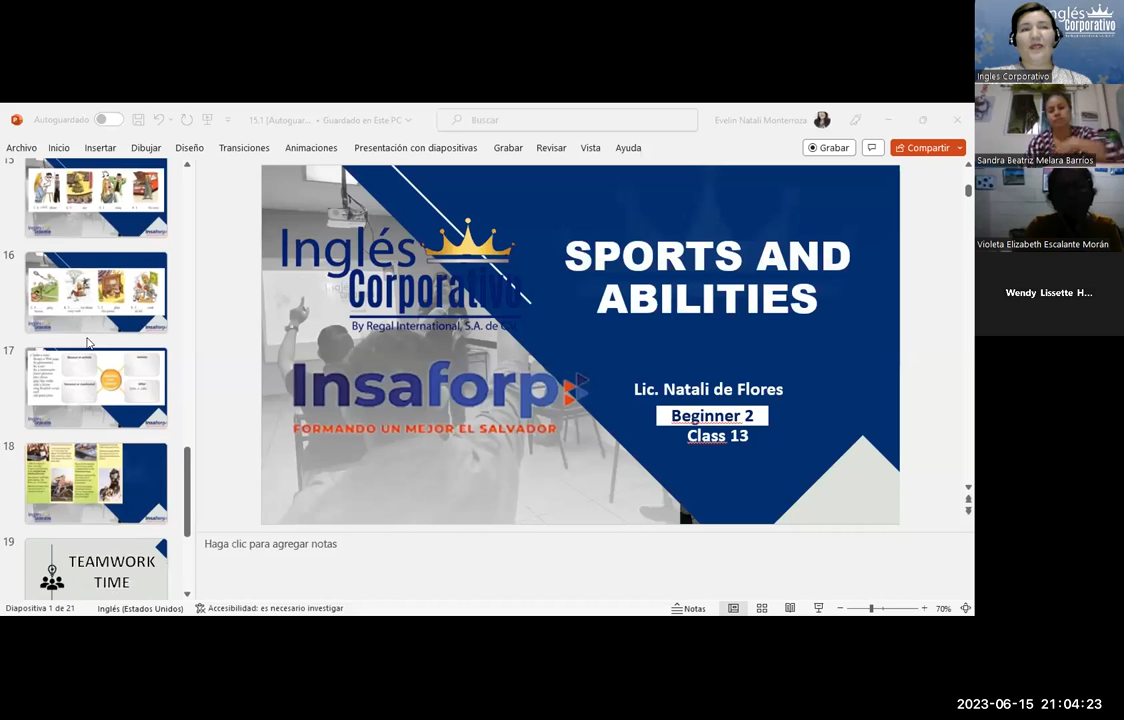 Autoguardado
15.1 [Autoguar... • Guardado en Este PC
Buscar
Evelin Natali Monterrosa
Archivo Inicio Insertar Dibujar Diseño Transiciones Animaciones Presentación con diapositivas Grabar Revisar Vista Ayuda
Grabar
Compartir
15
16
17
18
19
TEAMWORK
TIME
Inglés
Corporativo
By Regal International, S.A. de C.V.
Insaforp
FORMANDO UN MEJOR EL SALVADOR
SPORTS AND
ABILITIES
Lic. Natali de Flores
Beginner 2
Class 13
Haga clic para agregar notas
Diapositiva 1 de 21
Inglés (Estados Unidos)
Accesibilidad: es necesario investigar
Notas
70%
Inglés
Corporativo
Ingles Corporativo
Sandra Beatriz Melara Barrios
Violeta Elizabeth Escalante Morán
Wendy Lissette H...
2023-06-15 21:04:23